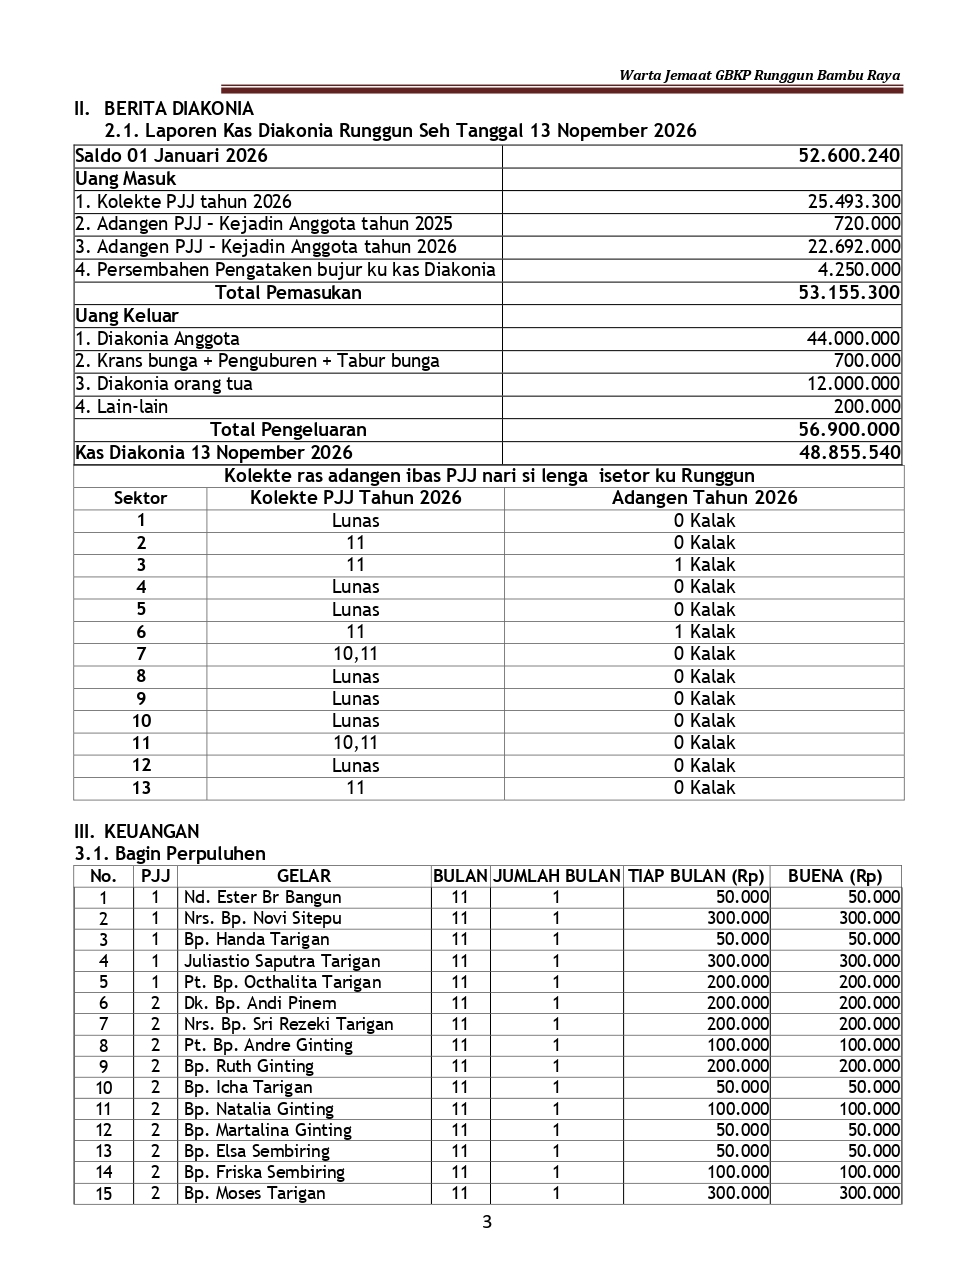 Warta Jemaat GBKP Runggun Bambu Raya
II. BERITA DIAKONIA
2.1. Laporen Kas Diakonia Runggun Seh Tanggal 13 Nopember 2026
Saldo 01 Januari 2026 52.600.240
Uang Masuk
1. Kolekte PJJ tahun 2026 25.493.300
2. Adangen PJJ – Kejadin Anggota tahun 2025 720.000
3. Adangen PJJ – Kejadin Anggota tahun 2026 22.692.000
4. Persembahen Pengataken bujur ku kas Diakonia 4.250.000
Total Pemasukan 53.155.300
Uang Keluar
1. Diakonia Anggota 44.000.000
2. Krans bunga + Penguburen + Tabur bunga 700.000
3. Diakonia orang tua 12.000.000
4. Lain-lain 200.000
Total Pengeluaran 56.900.000
Kas Diakonia 13 Nopember 2026 48.855.540
Kolekte ras adangen ibas PJJ nari si lenga isetor ku Runggun
Sektor Kolekte PJJ Tahun 2026 Adangen Tahun 2026
1 Lunas 0 Kalak
2 11 0 Kalak
3 11 1 Kalak
4 Lunas 0 Kalak
5 Lunas 0 Kalak
6 11 1 Kalak
7 10,11 0 Kalak
8 Lunas 0 Kalak
9 Lunas 0 Kalak
10 Lunas 0 Kalak
11 10,11 0 Kalak
12 Lunas 0 Kalak
13 11 0 Kalak
III. KEUANGAN
3.1. Bagin Perpuluhen
No. PJJ GELAR BULAN JUMLAH BULAN TIAP BULAN (Rp) BUENA (Rp)
1 1 Nd. Ester Br Bangun 11 1 50.000 50.000
2 1 Nrs. Bp. Novi Sitepu 11 1 300.000 300.000
3 1 Bp. Handa Tarigan 11 1 50.000 50.000
4 1 Juliastio Saputra Tarigan 11 1 300.000 300.000
5 1 Pt. Bp. Octhalita Tarigan 11 1 200.000 200.000
6 2 Dk. Bp. Andi Pinem 11 1 200.000 200.000
7 2 Nrs. Bp. Sri Rezeki Tarigan 11 1 200.000 200.000
8 2 Pt. Bp. Andre Ginting 11 1 100.000 100.000
9 2 Bp. Ruth Ginting 11 1 200.000 200.000
10 2 Bp. Icha Tarigan 11 1 50.000 50.000
11 2 Bp. Natalia Ginting 11 1 100.000 100.000
12 2 Bp. Martalina Ginting 11 1 50.000 50.000
13 2 Bp. Elsa Sembiring 11 1 50.000 50.000
14 2 Bp. Friska Sembiring 11 1 100.000 100.000
15 2 Bp. Moses Tarigan 11 1 300.000 300.000
3